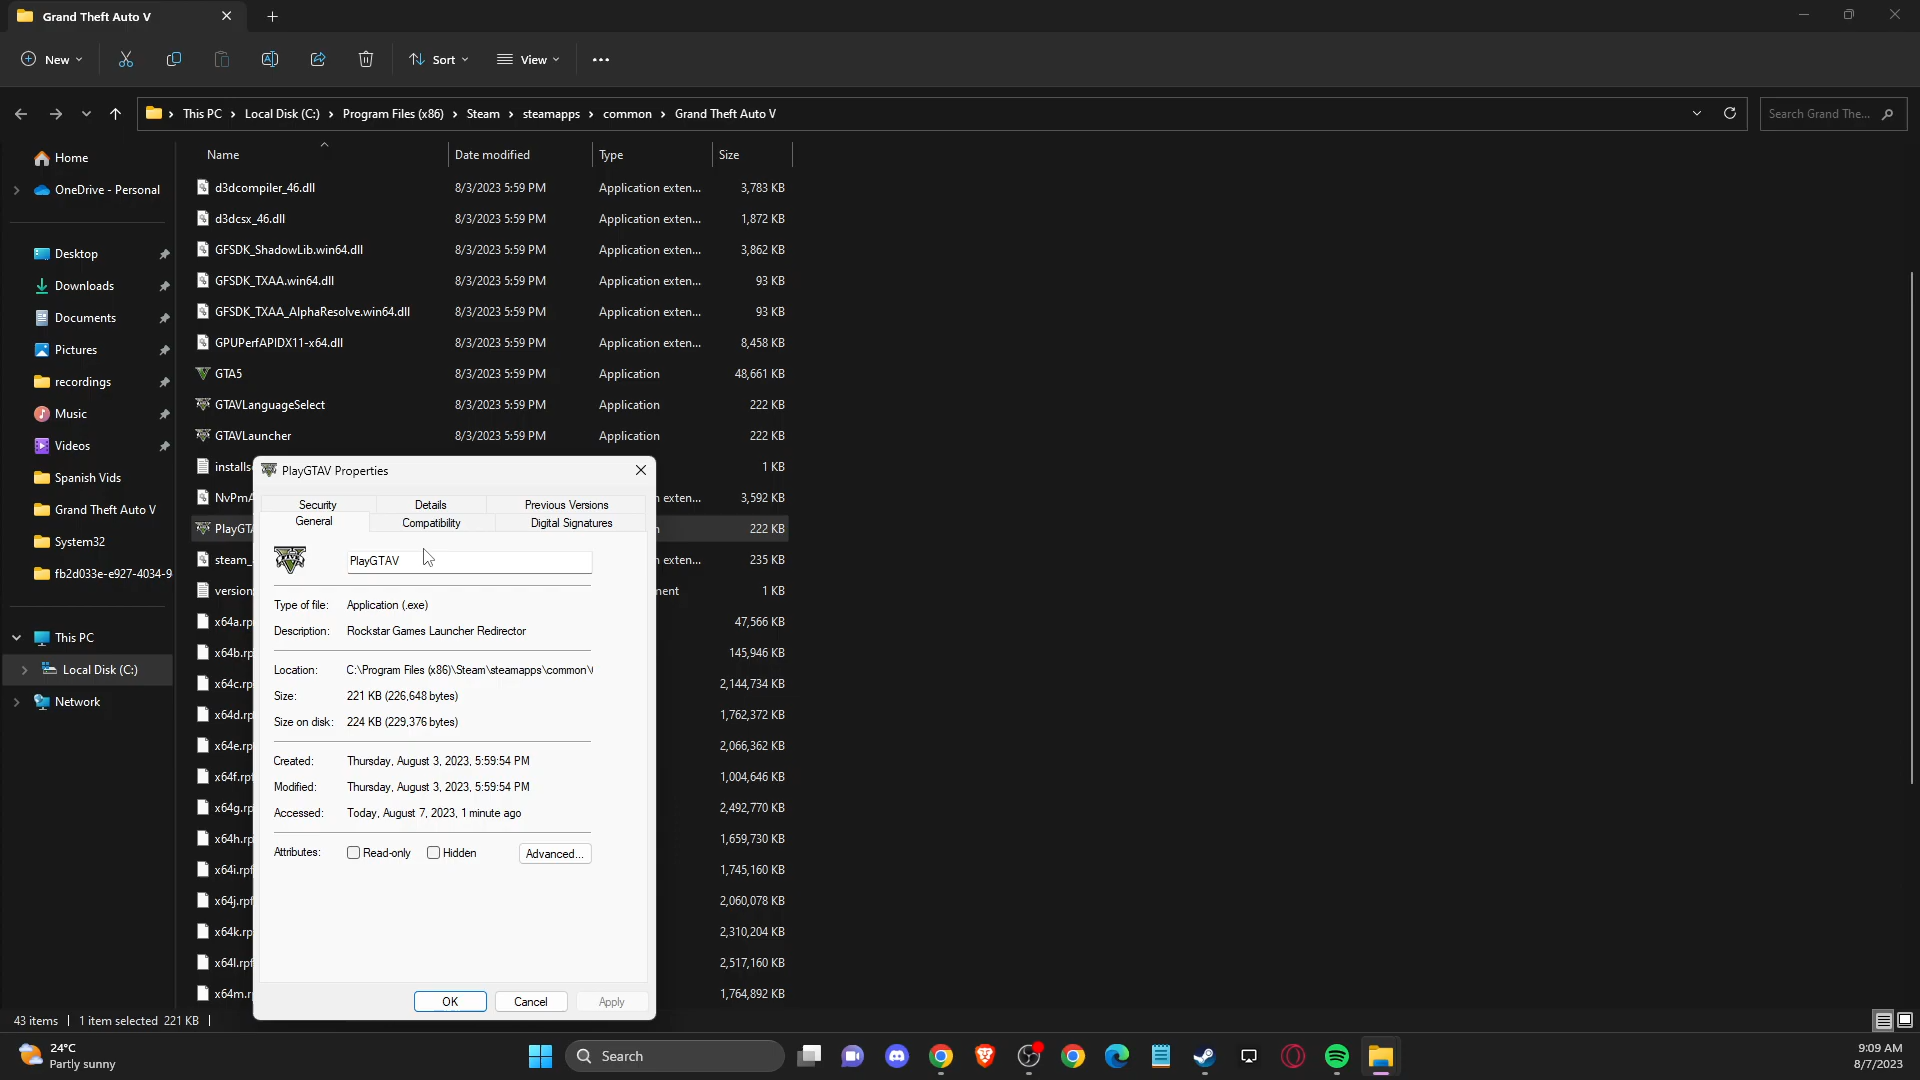 Grand Theft Auto V
New
Sort
View
This PC > Local Disk (C:) > Program Files (x86) > Steam > steamapps > common > Grand Theft Auto V
Search Grand The...
Name Date modified Type Size
Home
OneDrive - Personal
Desktop
Downloads
Documents
Pictures
recordings
Music
Videos
Spanish Vids
Grand Theft Auto V
System32
fb2d033e-e927-4034-9
This PC
Local Disk (C:)
Network
d3dcompiler_46.dll 8/3/2023 5:59 PM Application exten... 3,783 KB
d3dcsx_46.dll 8/3/2023 5:59 PM Application exten... 1,872 KB
GFSDK_ShadowLib.win64.dll 8/3/2023 5:59 PM Application exten... 3,862 KB
GFSDK_TXAA.win64.dll 8/3/2023 5:59 PM Application exten... 93 KB
GFSDK_TXAA_AlphaResolve.win64.dll 8/3/2023 5:59 PM Application exten... 93 KB
GPUPerfAPIDX11-x64.dll 8/3/2023 5:59 PM Application exten... 8,458 KB
GTA5 8/3/2023 5:59 PM Application 48,661 KB
GTAVLanguageSelect 8/3/2023 5:59 PM Application 222 KB
GTAVLauncher 8/3/2023 5:59 PM Application 222 KB
installs 1 KB
NvPmA n exten... 3,592 KB
PlayGTA n 222 KB
steam_ n exten... 235 KB
version ment 1 KB
x64a.rp 47,566 KB
x64b.rp 145,946 KB
x64c.rp 2,144,734 KB
x64d.rp 1,762,372 KB
x64e.rp 2,066,362 KB
x64f.rpf 1,004,646 KB
x64g.rp 2,492,770 KB
x64h.rp 1,659,730 KB
x64i.rpf 1,745,160 KB
x64j.rpf 2,060,078 KB
x64k.rp 2,310,204 KB
x64l.rpf 2,517,160 KB
x64m.r 1,764,892 KB
PlayGTAV Properties
Security Details Previous Versions
General Compatibility Digital Signatures
PlayGTAV
Type of file: Application (.exe)
Description: Rockstar Games Launcher Redirector
Location: C:\Program Files (x86)\Steam\steamapps\common\
Size: 221 KB (226,648 bytes)
Size on disk: 224 KB (229,376 bytes)
Created: Thursday, August 3, 2023, 5:59:54 PM
Modified: Thursday, August 3, 2023, 5:59:54 PM
Accessed: Today, August 7, 2023, 1 minute ago
Attributes: Read-only Hidden Advanced...
OK Cancel Apply
43 items 1 item selected 221 KB
24°C
Partly sunny
Search
9:09 AM
8/7/2023